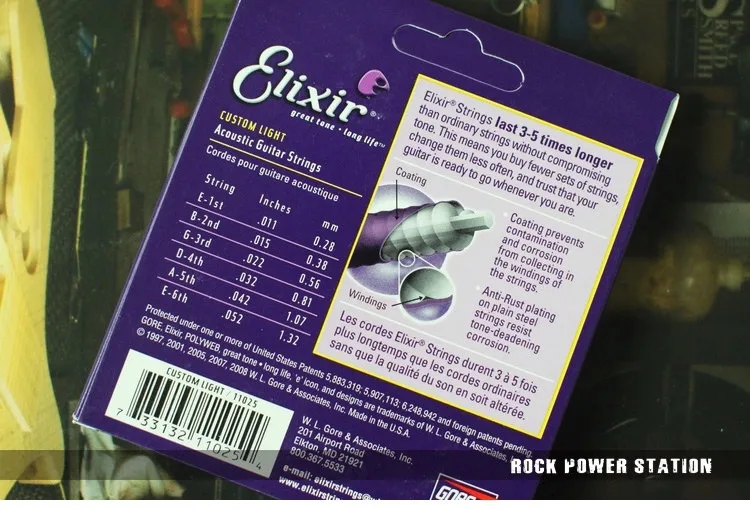 Elixir®
great tone • long life™
CUSTOM LIGHT
Acoustic Guitar Strings
Cordes pour guitare acoustique
String Inches mm
E-1st .011 0.28
B-2nd .015 0.38
G-3rd .022 0.56
D-4th .032 0.81
A-5th .042 1.07
E-6th .052 1.32
Elixir® Strings last 3-5 times longer
than ordinary strings without compromising
tone. This means you buy fewer sets of strings,
change them less often, and trust that your
guitar is ready to go whenever you are.
Coating
Windings
Coating prevents
contamination
and corrosion
from collecting in
the windings of
the strings.
Anti-Rust plating
on plain steel
strings resist
tone-deadening
corrosion.
Les cordes Elixir® Strings durent 3 à 5 fois
plus longtemps que les cordes ordinaires
sans que la qualité du son en soit altérée.
Protected under one or more of United States Patents 5,883,319; 5,907,113; 6,248,942 and foreign patents pending.
GORE, Elixir, POLYWEB, great tone • long life, 'e' icon, and designs are trademarks of W. L. Gore & Associates, Inc.
© 1997, 2001, 2005, 2007, 2008 W. L. Gore & Associates, Inc. Made in the U.S.A.
CUSTOM LIGHT / 11025
7 33132 11025 4
W. L. Gore & Associates, Inc.
201 Airport Road
Elkton, MD 21921
800.367.5533
e-mail:
GORE
ROCK POWER STATION